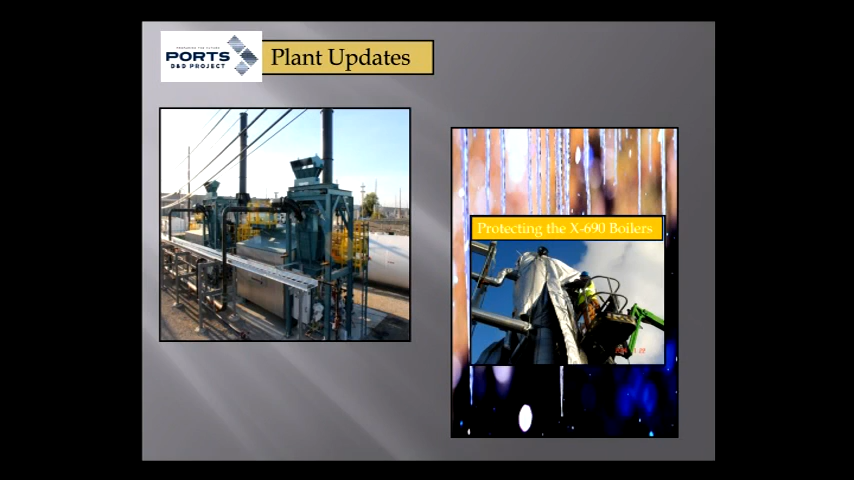 PORTS
D&D PROJECT
Plant Updates
Protecting the X-690 Boilers